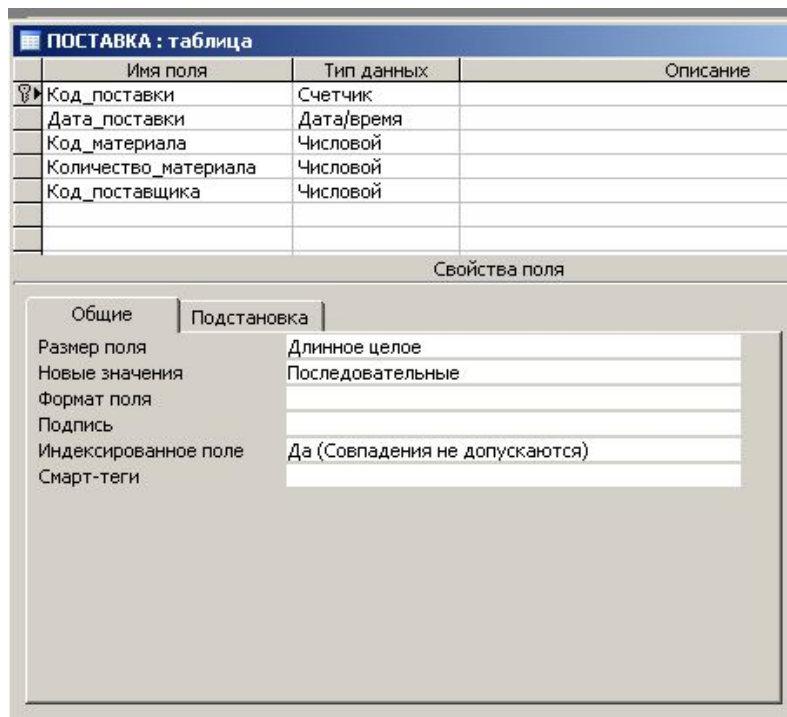 ПОСТАВКА : таблица
Имя поля Тип данных Описание
Код_поставки Счетчик
Дата_поставки Дата/время
Код_материала Числовой
Количество_материала Числовой
Код_поставщика Числовой
Свойства поля
Общие Подстановка
Размер поля Длинное целое
Новые значения Последовательные
Формат поля
Подпись
Индексированное поле Да (Совпадения не допускаются)
Смарт-теги